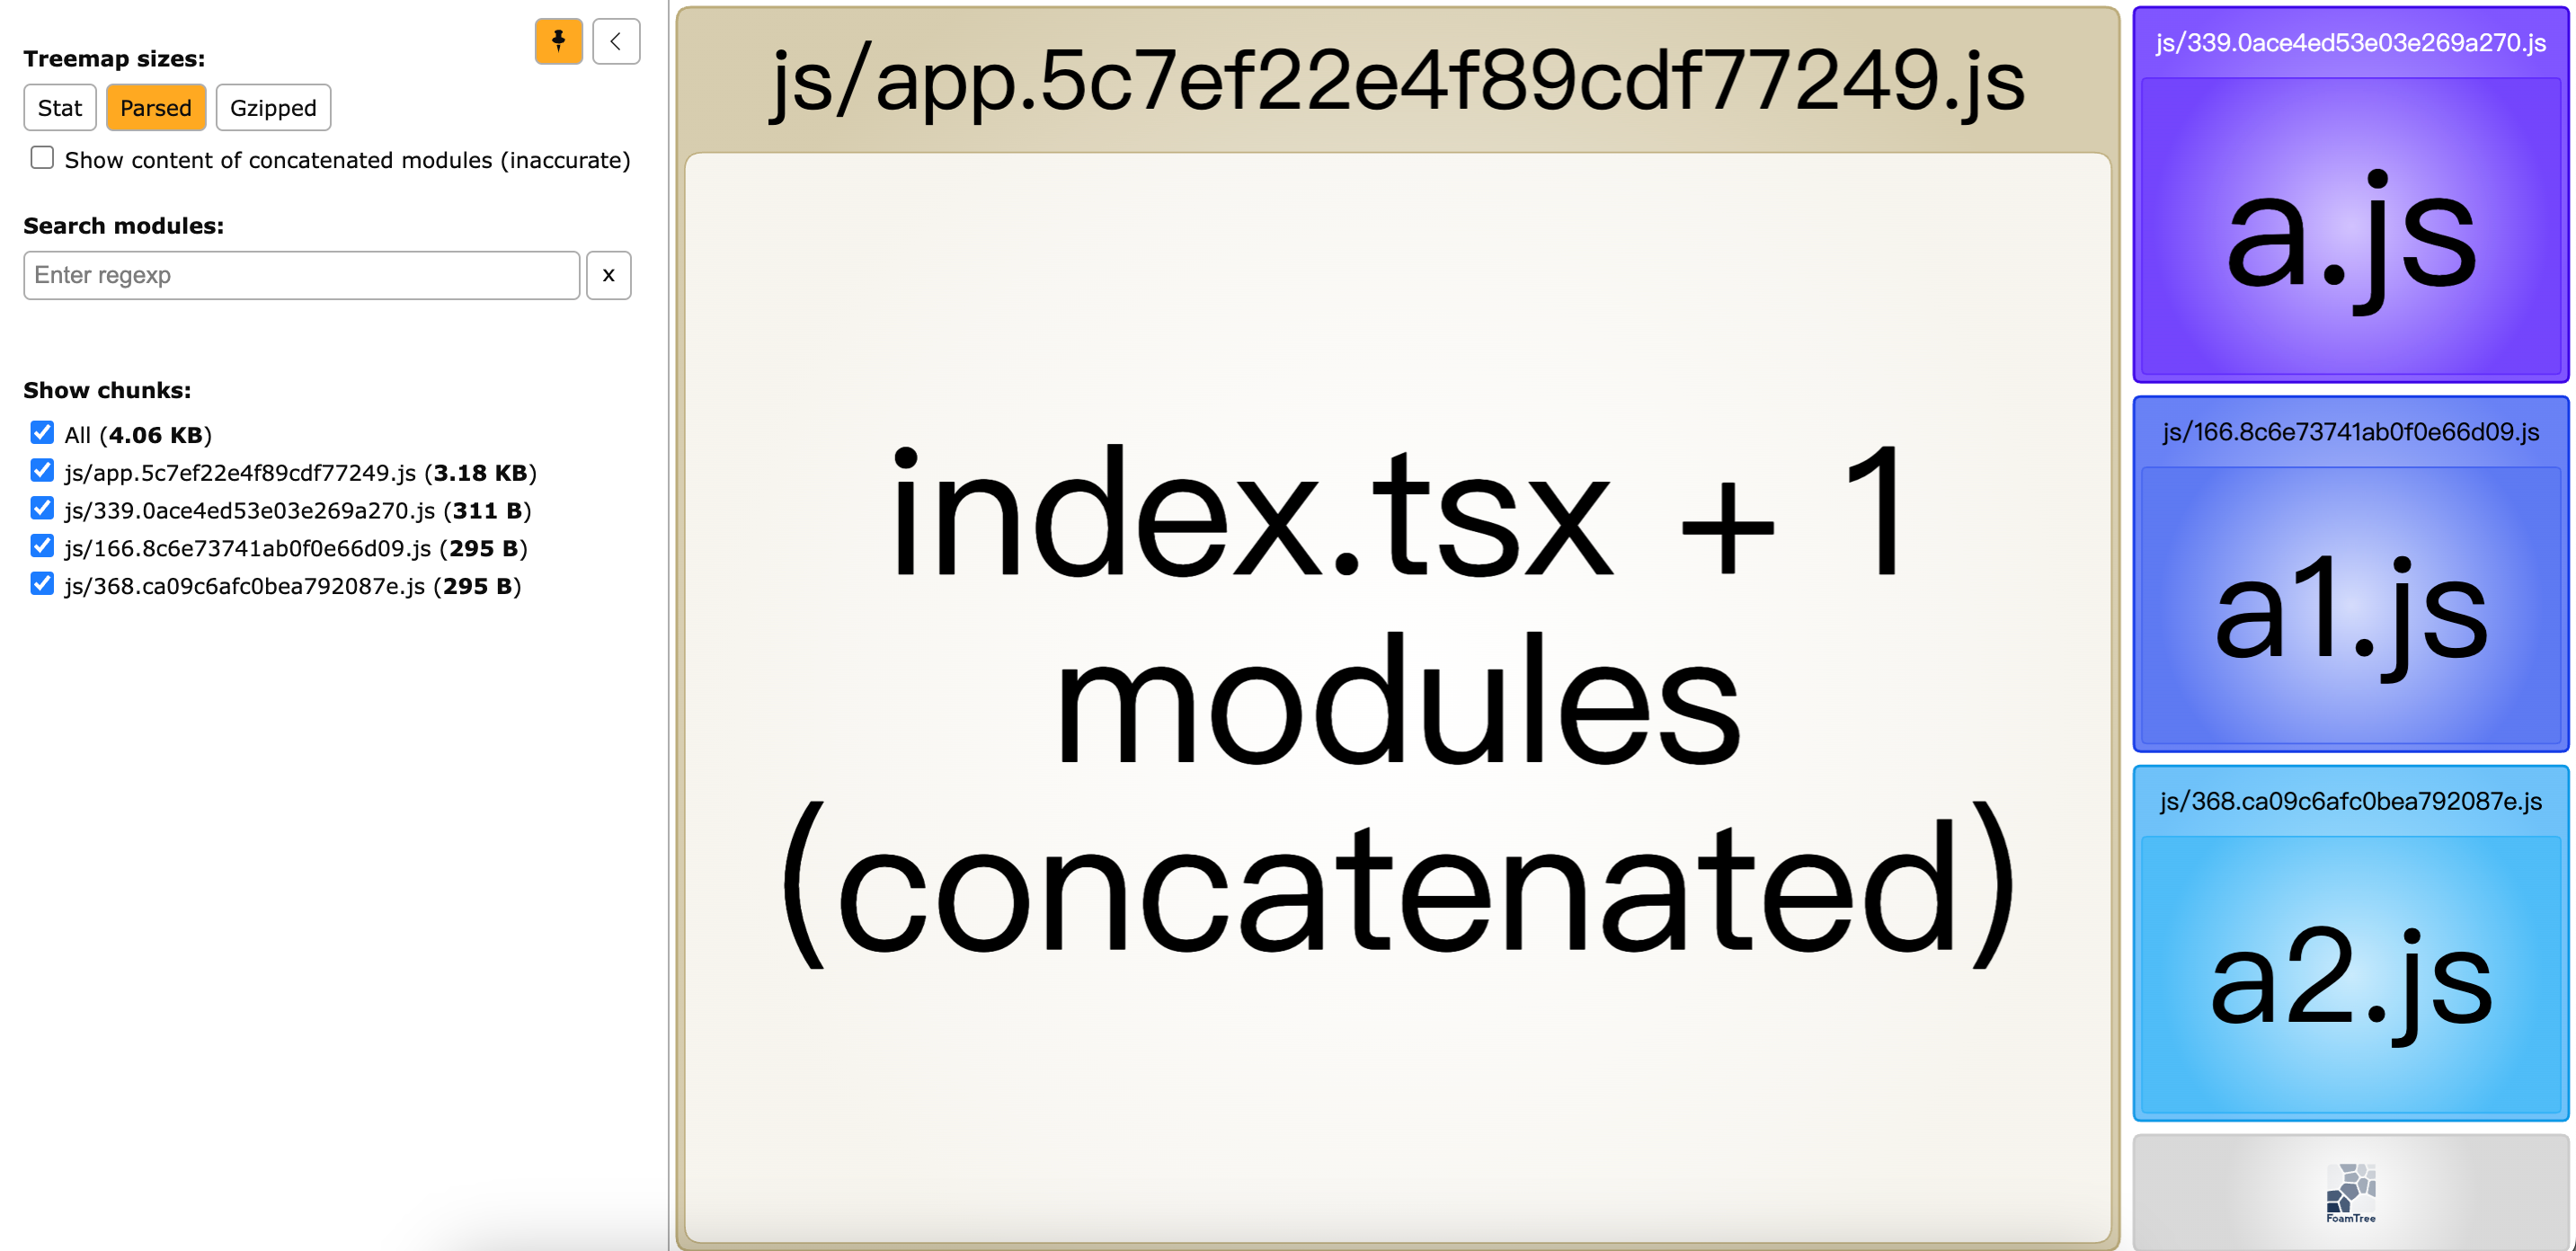 Treemap sizes:
Stat
Parsed
Gzipped
Show content of concatenated modules (inaccurate)
Search modules:
Enter regexp
x
Show chunks:
All (4.06 KB)
js/app.5c7ef22e4f89cdf77249.js (3.18 KB)
js/339.0ace4ed53e03e269a270.js (311 B)
js/166.8c6e73741ab0f0e66d09.js (295 B)
js/368.ca09c6afc0bea792087e.js (295 B)
js/app.5c7ef22e4f89cdf77249.js
index.tsx + 1
modules
(concatenated)
js/339.0ace4ed53e03e269a270.js
a.js
js/166.8c6e73741ab0f0e66d09.js
a1.js
js/368.ca09c6afc0bea792087e.js
a2.js
FoamTree